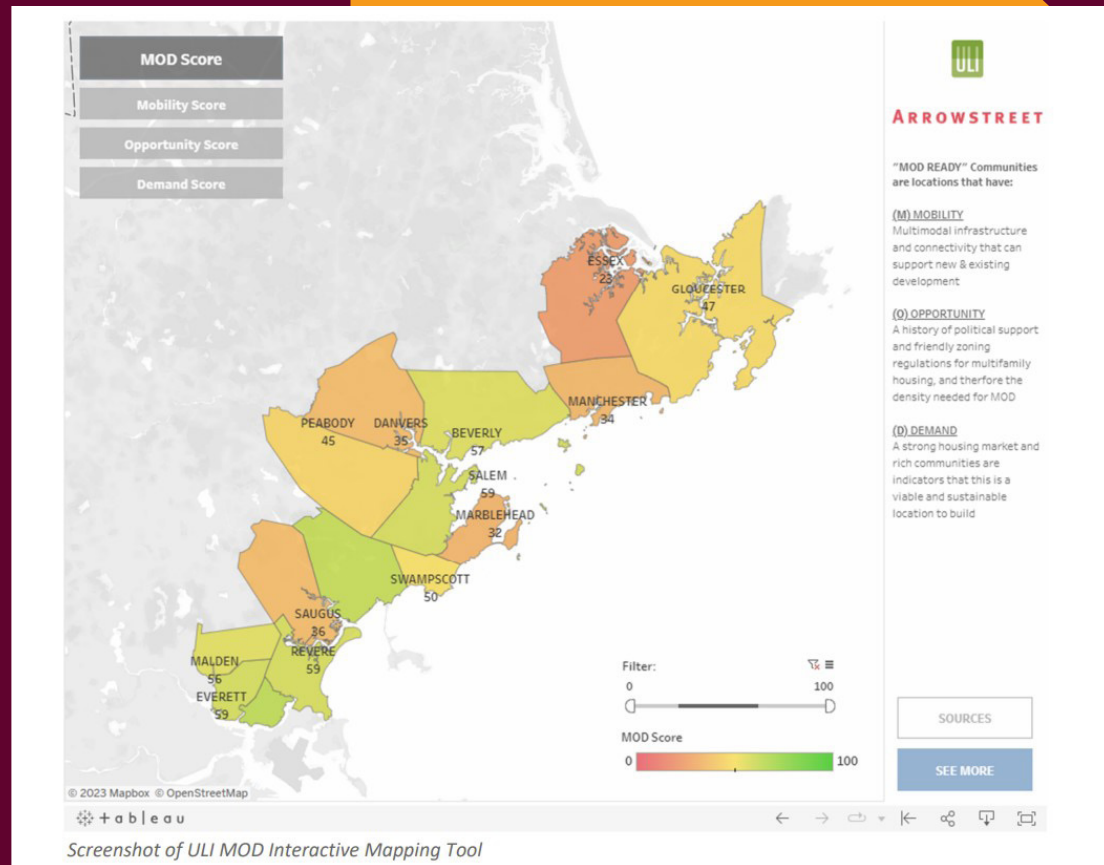 MOD Score
Mobility Score
Opportunity Score
Demand Score
ESSEX
23
GLOUCESTER
47
MANCHESTER
34
PEABODY
45
DANVERS
35
BEVERLY
57
SALEM
59
MARBLEHEAD
32
SWAMPSCOTT
50
SAUGUS
36
REVERE
59
MALDEN
56
EVERETT
59
Filter:
0
100
MOD Score
0
100
© 2023 Mapbox © OpenStreetMap
ULI
ARROWSTREET
"MOD READY" Communities
are locations that have:
(M) MOBILITY
Multimodal infrastructure
and connectivity that can
support new & existing
development
(O) OPPORTUNITY
A history of political support
and friendly zoning
regulations for multifamily
housing, and therfore the
density needed for MOD
(D) DEMAND
A strong housing market and
rich communities are
indicators that this is a
viable and sustainable
location to build
SOURCES
SEE MORE
+ a b | e a u
Screenshot of ULI MOD Interactive Mapping Tool